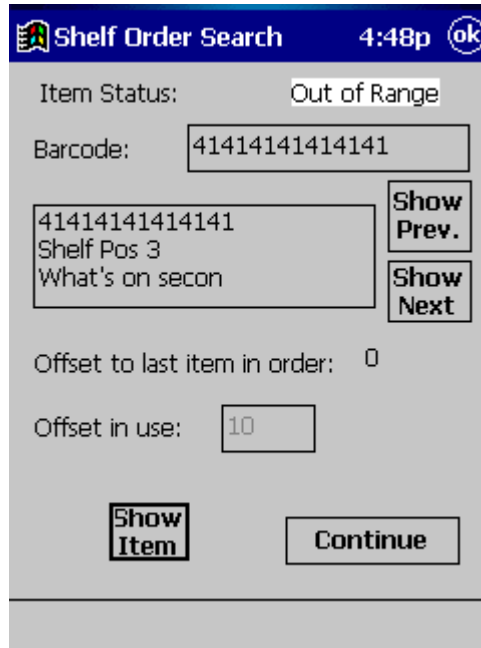 Shelf Order Search 4:48p ok
Item Status: Out of Range
Barcode: 41414141414141
41414141414141
Shelf Pos 3
What's on secon
Show
Prev.
Show
Next
Offset to last item in order: 0
Offset in use: 10
Show
Item
Continue